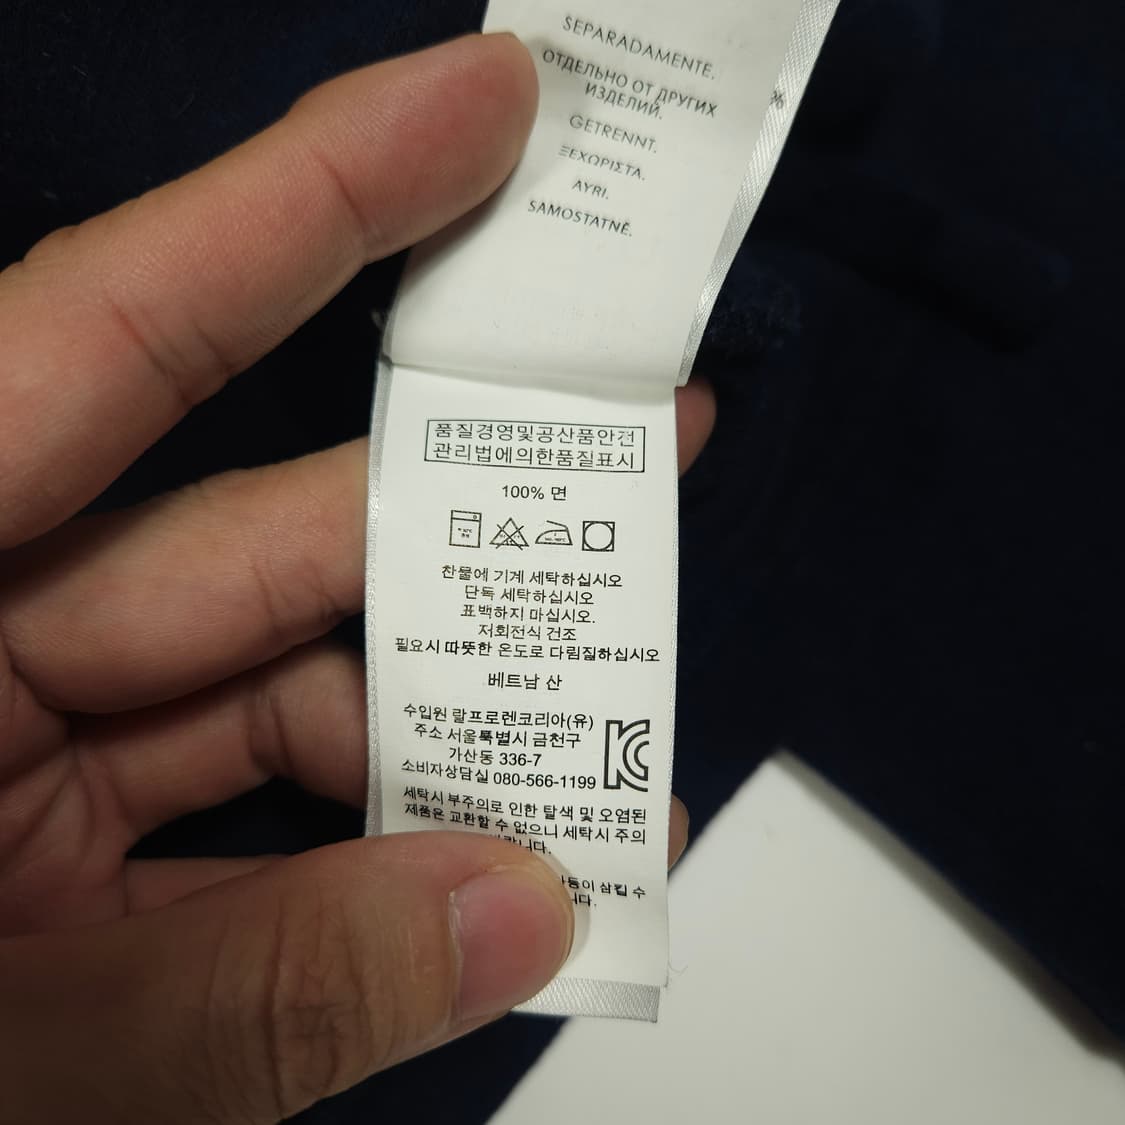 SEPARADAMENTE.
ОТДЕЛЬНО ОТ ДРУГИХ
ИЗДЕЛИЙ.
GETRENNT.
ΞΕΧΩΡΙΣΤΑ.
AYRI.
SAMOSTATNĚ.
%
품질경영및공산품안전
관리법에의한품질표시
100% 면
찬물에 기계 세탁하십시오
단독 세탁하십시오
표백하지 마십시오.
저회전식 건조
필요시 따뜻한 온도로 다림질하십시오
베트남 산
수입원 랄프로렌코리아(유)
주소 서울특별시 금천구
가산동 336-7
소비자상담실 080-566-1199
세탁시 부주의로 인한 탈색 및 오염된
제품은 교환할 수 없으니 세탁시 주의
삼킬 수